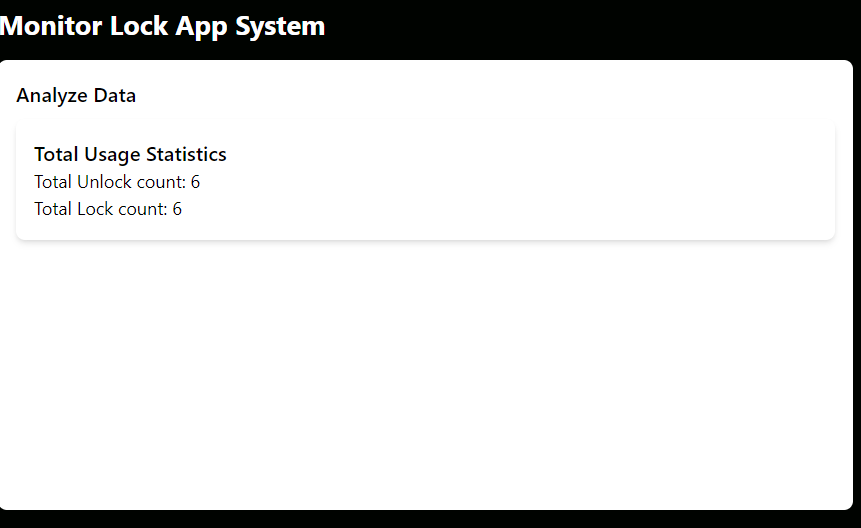 Monitor Lock App System
Analyze Data
Total Usage Statistics
Total Unlock count: 6
Total Lock count: 6